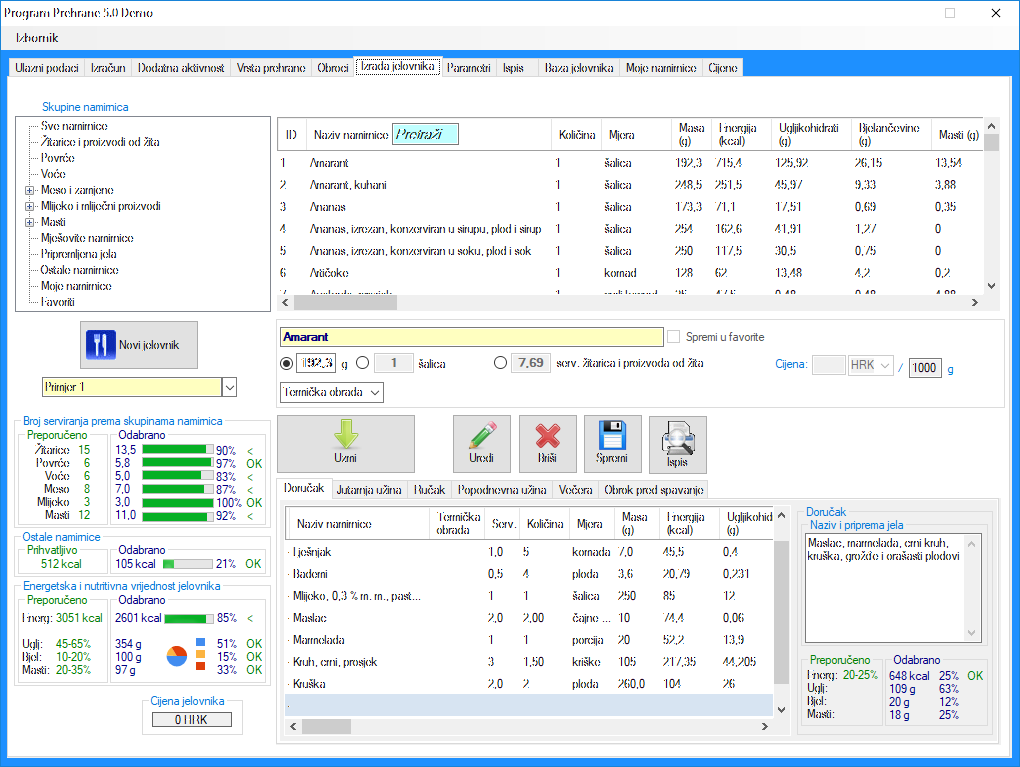 Program Prehrane 5.0 Demo
Izbornik
Ulazni podaci Izračun Dodatna aktivnost Vrsta prehrane Obroci Izrada jelovnika Parametri Ispis Baza jelovnika Moje namirnice Cijene
Skupine namirnica
Sve namirnice
Žitarice i proizvodi od žita
Povrće
Voće
Meso i zamjene
Mlijeko i mliječni proizvodi
Masti
Mješovite namirnice
Pripremljena jela
Ostale namirnice
Moje namirnice
Favoriti
ID Naziv namirnice Pretraži Količina Mjera Masa (g) Energija (kcal) Ugljikohidrati (g) Bjelančevine (g) Masti (g)
1 Amarant 1 šalica 192,3 715,4 125,92 26,15 13,54
2 Amarant, kuhani 1 šalica 248,5 251,5 45,97 9,33 3,88
3 Ananas 1 šalica 173,3 71,1 17,51 0,69 0,35
4 Ananas, izrezan, konzerviran u sirupu, plod i sirup 1 šalica 254 162,6 41,91 1,27 0
5 Ananas, izrezan, konzerviran u soku, plod i sok 1 šalica 250 117,5 30,5 0,75 0
6 Artičoke 1 komad 128 62 13,48 4,2 0,2
Novi jelovnik
Primjer 1
Amarant Spremi u favorite
192,3 g 1 šalica 7,69 serv. žitarica i proizvoda od žita Cijena: HRK / 1000 g
Termička obrada
Uzmi Uredi Briši Spremi Ispis
Broj serviranja prema skupinama namirnica
Preporučeno Odabrano
Žitarice 15 13,5 90% <
Povrće 6 5,8 97% OK
Voće 6 5,0 83% <
Meso 8 7,0 87% <
Mlijeko 3 3,0 100% OK
Masti 12 11,0 92% <
Ostale namirnice
Prihvatljivo Odabrano
512 kcal 105 kcal 21% OK
Energetska i nutritivna vrijednost jelovnika
Preporučeno Odabrano
Energ: 3051 kcal 2601 kcal 85% <
Uglj: 45-65% 354 g 51% OK
Bjel: 10-20% 100 g 15% OK
Masti: 20-35% 97 g 33% OK
Cijena jelovnika
0 HRK
Doručak Jutarnja užina Ručak Popodnevna užina Večera Obrok pred spavanje
Naziv namirnice Termička obrada Serv. Količina Mjera Masa (g) Energija (kcal) Ugljikohid (g)
Lješnjak 1,0 5 komada 7,0 45,5 0,4
Bademi 0,5 4 ploda 3,6 20,79 0,231
Mlijeko, 0,3 % m. m., past... 1 1 šalica 250 85 12
Maslac 2,0 2,00 čajne ... 10 74,4 0,06
Marmelada 1 1 porcija 20 52,2 13,9
Kruh, crni, prosjek 3 1,50 kriške 105 217,35 44,205
Kruška 2,0 2 ploda 260,0 104 26
Doručak
Naziv i priprema jela
Maslac, marmelada, crni kruh,
kruška, grožđe i orašasti plodovi
Preporučeno Odabrano
Energ: 20-25% 648 kcal 25% OK
Uglj: 109 g 63%
Bjel: 20 g 12%
Masti: 18 g 25%